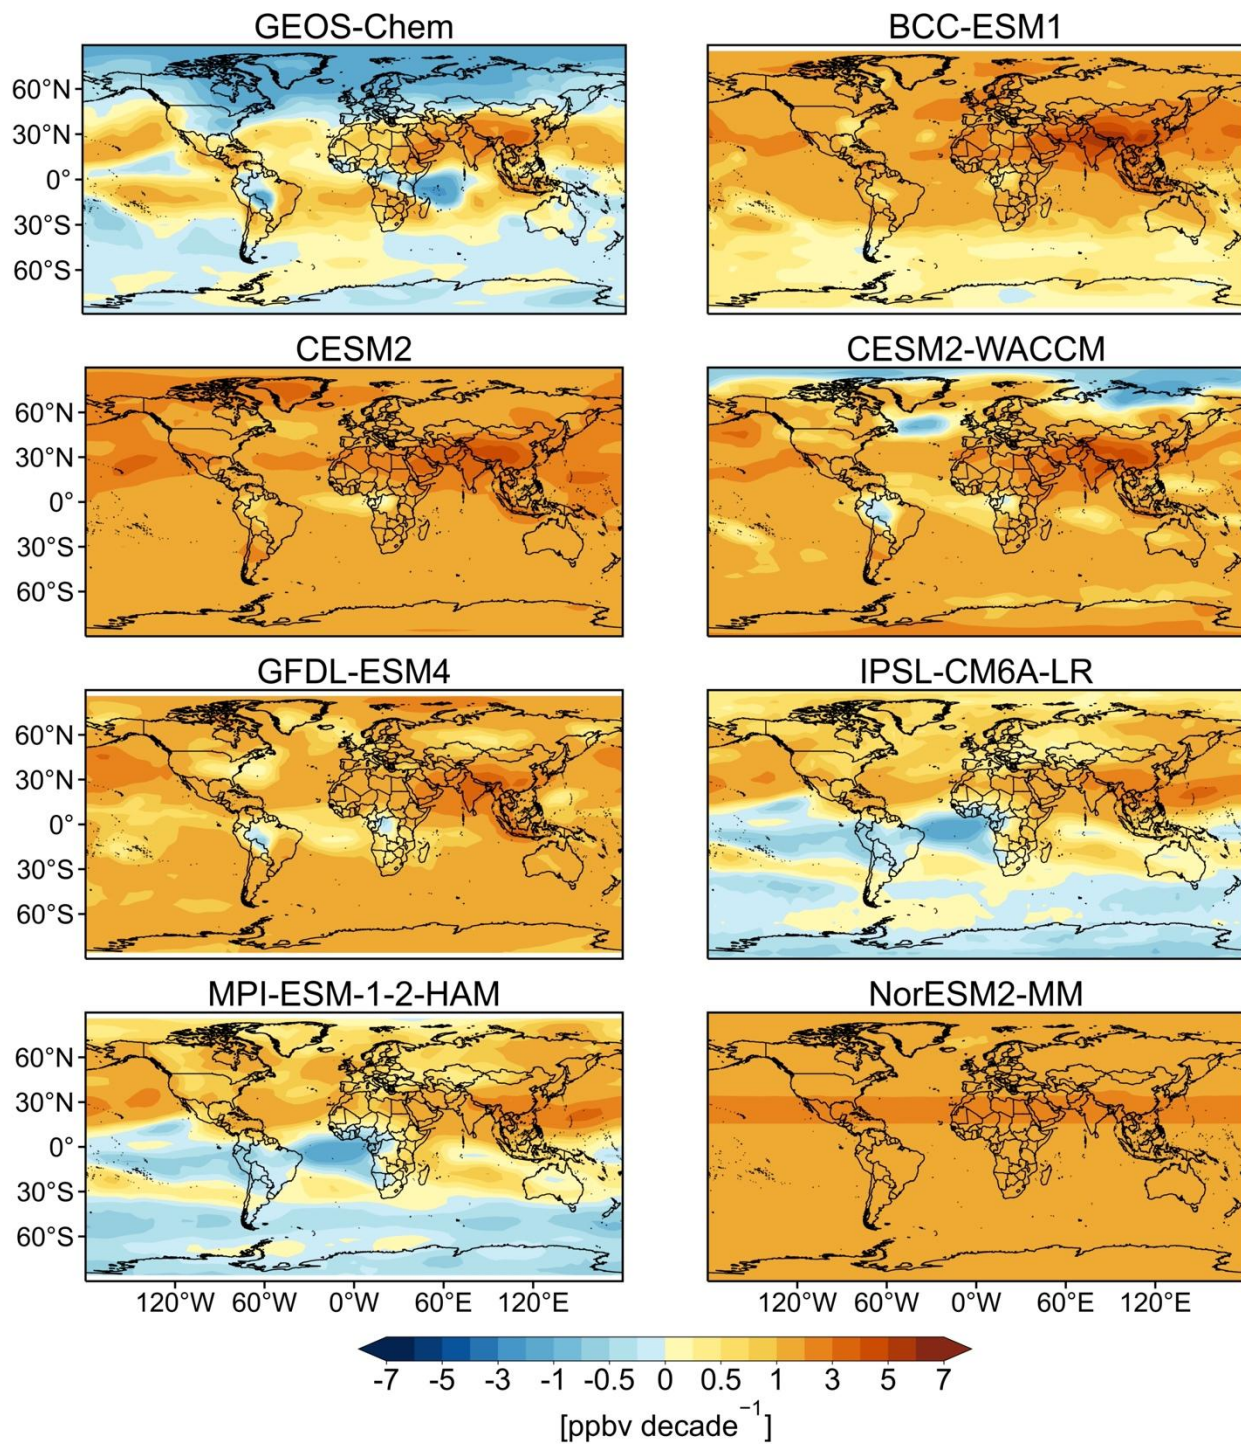 GEOS-Chem
BCC-ESM1
60°N
30°N
0°
30°S
60°S
CESM2
CESM2-WACCM
60°N
30°N
0°
30°S
60°S
GFDL-ESM4
IPSL-CM6A-LR
60°N
30°N
0°
30°S
60°S
MPI-ESM-1-2-HAM
NorESM2-MM
60°N
30°N
0°
30°S
60°S
120°W 60°W 0°W 60°E 120°E
120°W 60°W 0°W 60°E 120°E
-7 -5 -3 -1 -0.5 0 0.5 1 3 5 7
[ppbv decade⁻¹]